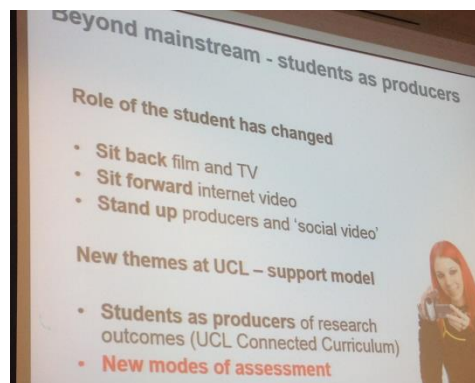 Beyond mainstream - students as producers
Role of the student has changed
• Sit back film and TV
• Sit forward internet video
• Stand up producers and ‘social video’
New themes at UCL – support model
• Students as producers of research
outcomes (UCL Connected Curriculum)
• New modes of assessment